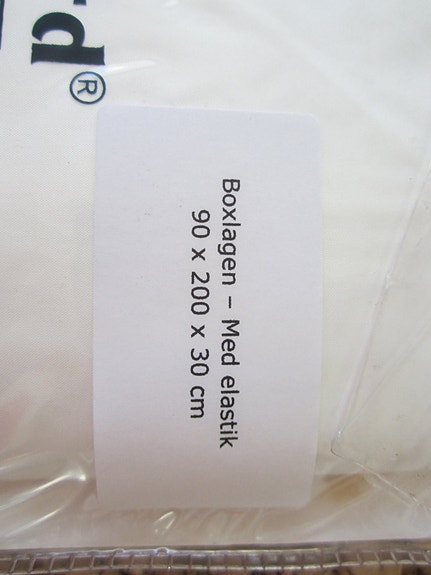 d®
Boxlagen – Med elastik
90 x 200 x 30 cm